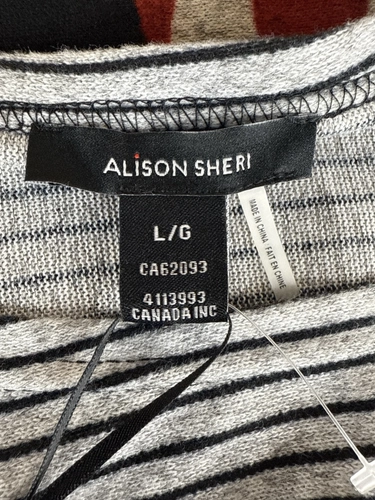 ALiSON SHERI
L/G
CA62093
4113993
CANADA INC
MADE IN CHINA FAIT EN CHINE